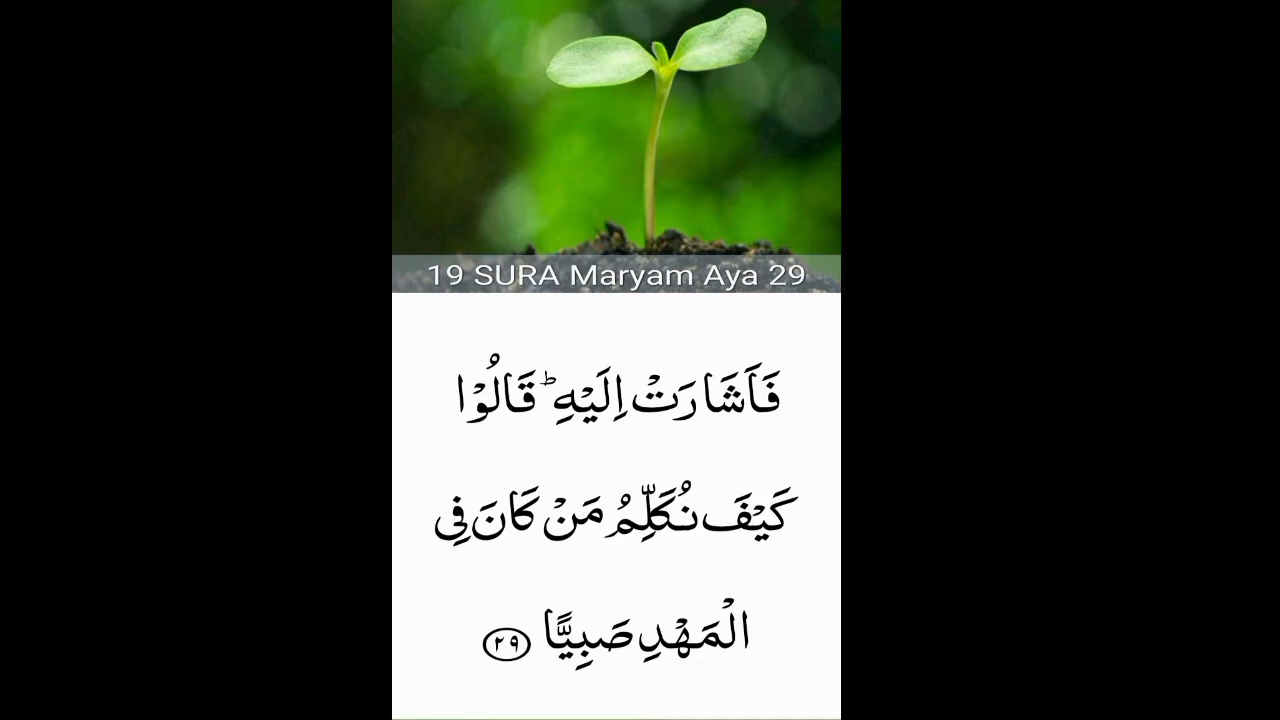 19 SURA Maryam Aya 29
فَاَشَارَتْ اِلَيْهِ ؕ قَالُوْا
كَيْفَ نُكَلِّمُ مَنْ كَانَ فِى
الْمَهْدِ صَبِيًّا ۲۹